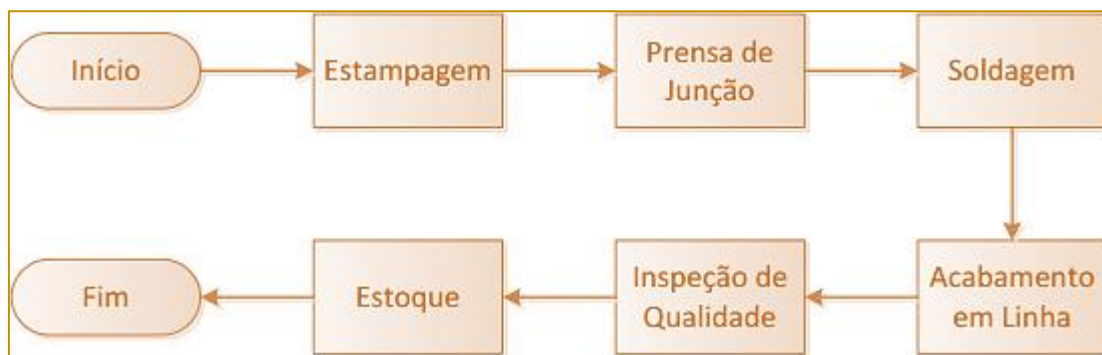 Início
Estampagem
Prensa de
Junção
Soldagem
Acabamento
em Linha
Inspeção de
Qualidade
Estoque
Fim